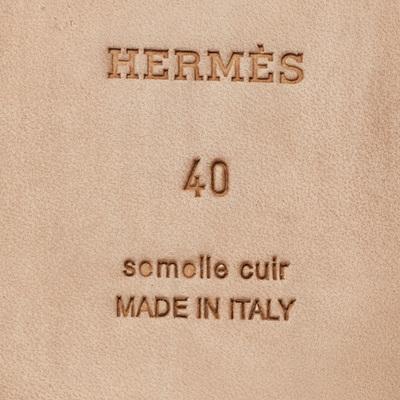 HERMÈS
40
semelle cuir
MADE IN ITALY